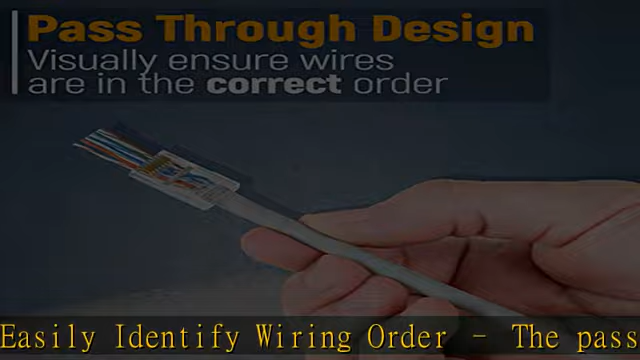 Pass Through Design
Visually ensure wires
are in the correct order
Easily Identify Wiring Order - The pass